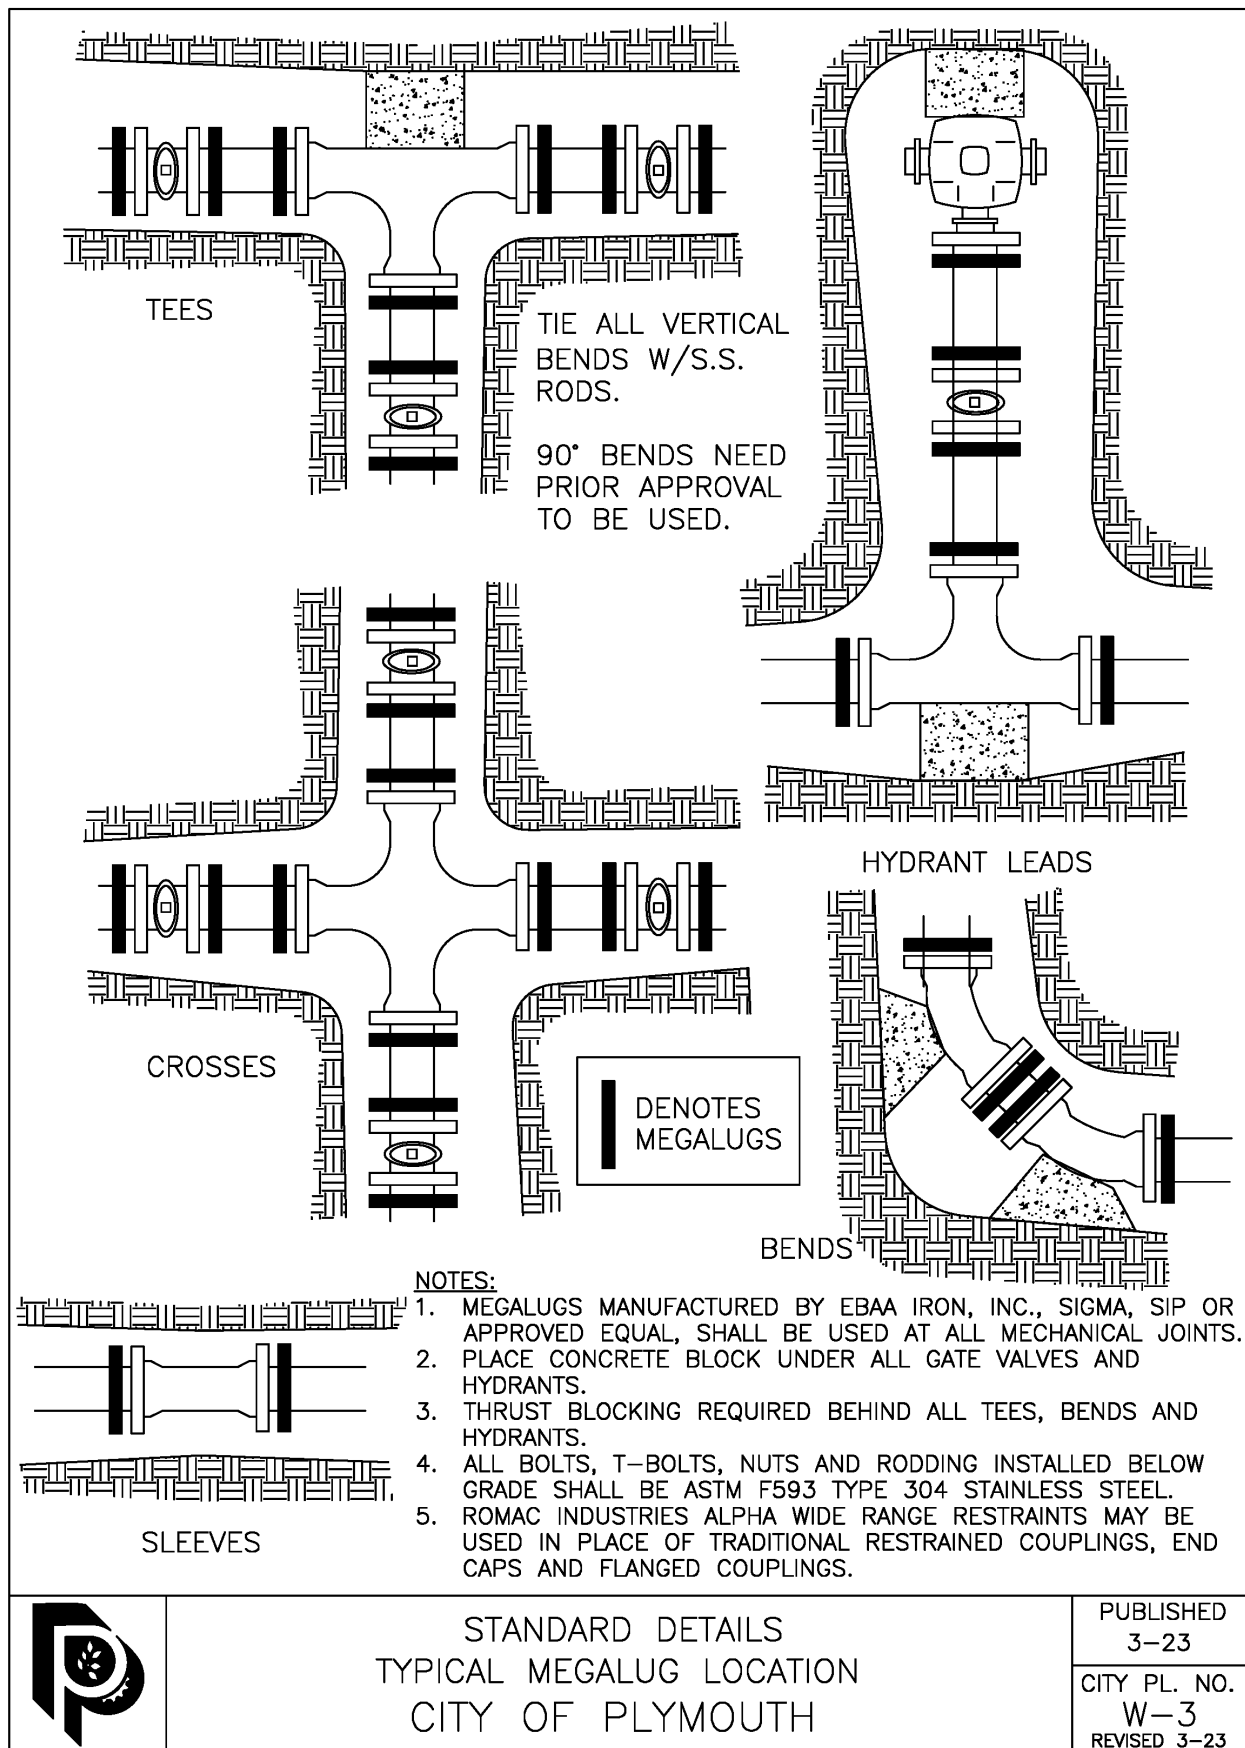 TEES
TIE ALL VERTICAL
BENDS W/S.S.
RODS.
90° BENDS NEED
PRIOR APPROVAL
TO BE USED.
HYDRANT LEADS
CROSSES
DENOTES
MEGALUGS
BENDS
SLEEVES
NOTES:
1. MEGALUGS MANUFACTURED BY EBAA IRON, INC., SIGMA, SIP OR
APPROVED EQUAL, SHALL BE USED AT ALL MECHANICAL JOINTS.
2. PLACE CONCRETE BLOCK UNDER ALL GATE VALVES AND
HYDRANTS.
3. THRUST BLOCKING REQUIRED BEHIND ALL TEES, BENDS AND
HYDRANTS.
4. ALL BOLTS, T-BOLTS, NUTS AND RODDING INSTALLED BELOW
GRADE SHALL BE ASTM F593 TYPE 304 STAINLESS STEEL.
5. ROMAC INDUSTRIES ALPHA WIDE RANGE RESTRAINTS MAY BE
USED IN PLACE OF TRADITIONAL RESTRAINED COUPLINGS, END
CAPS AND FLANGED COUPLINGS.
STANDARD DETAILS
TYPICAL MEGALUG LOCATION
CITY OF PLYMOUTH
PUBLISHED
3-23
CITY PL. NO.
W-3
REVISED 3-23